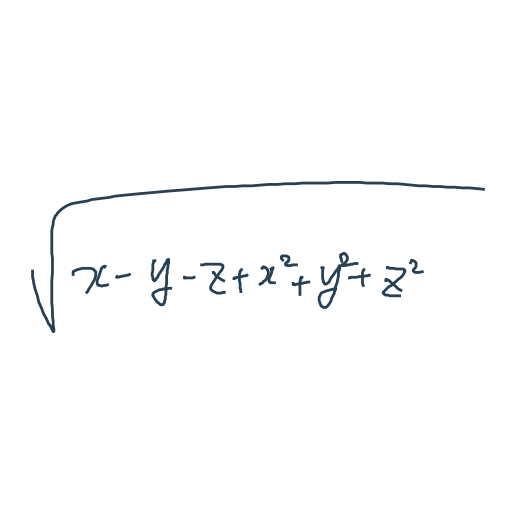 √(x - y - z + x² + y² + z²)